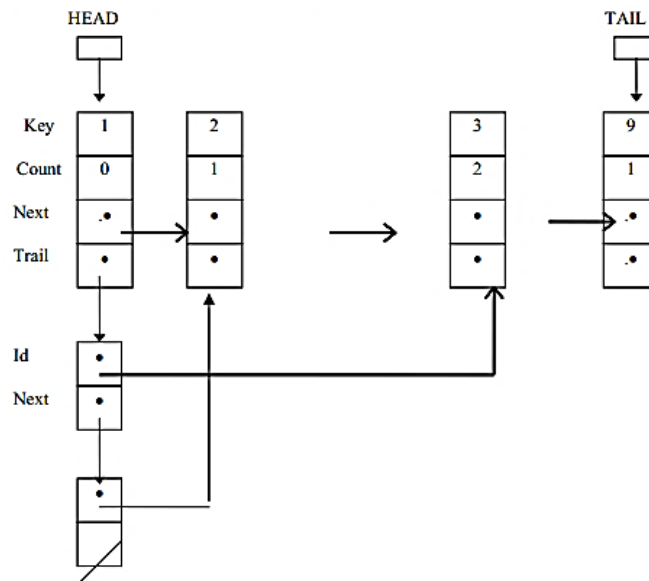 HEAD TAIL
Key 1 2 3 9
Count 0 1 2 1
Next
Trail
Id
Next